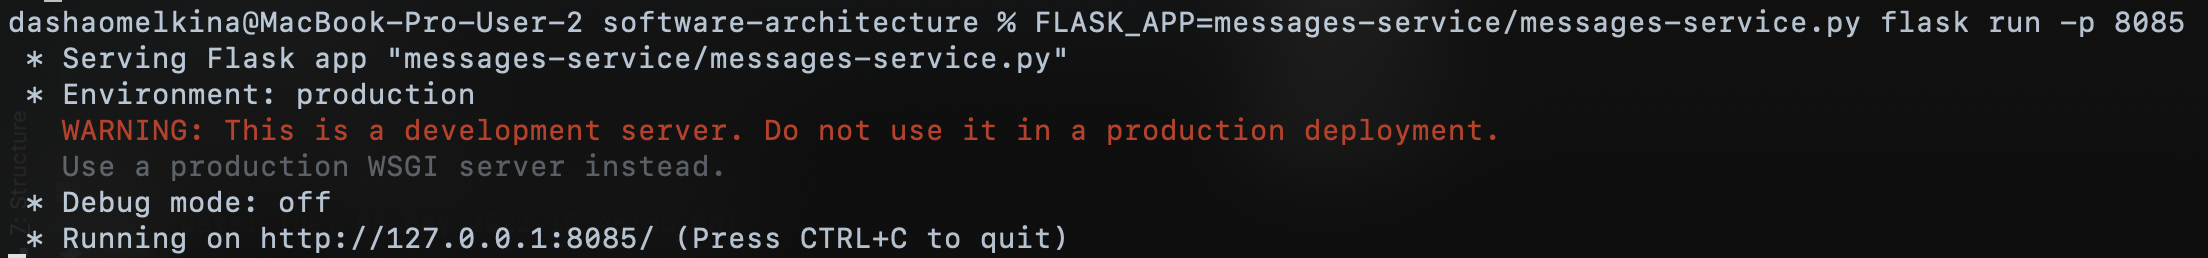 dashaomelkina@MacBook-Pro-User-2 software-architecture % FLASK_APP=messages-service/messages-service.py flask run -p 8085
* Serving Flask app "messages-service/messages-service.py"
* Environment: production
WARNING: This is a development server. Do not use it in a production deployment.
Use a production WSGI server instead.
* Debug mode: off
* Running on http://127.0.0.1:8085/ (Press CTRL+C to quit)
7: Structure